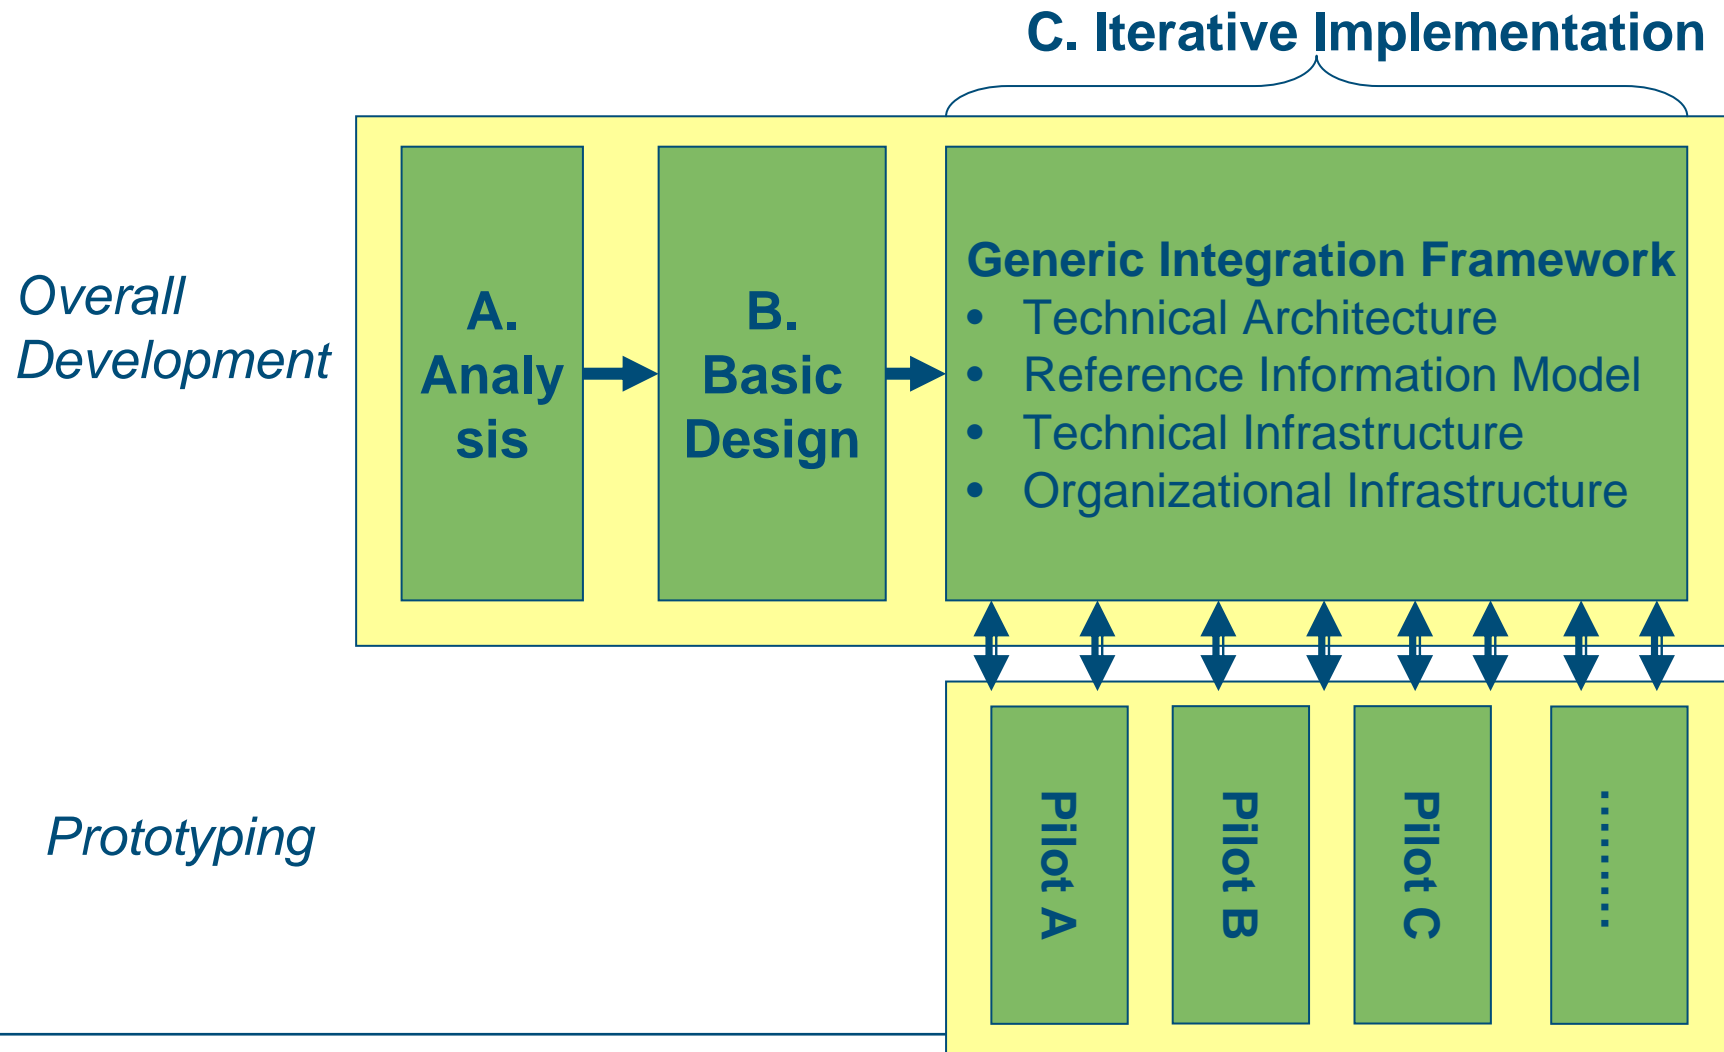 C. Iterative Implementation
Overall
Development
A.
Analy
sis
B.
Basic
Design
Generic Integration Framework
• Technical Architecture
• Reference Information Model
• Technical Infrastructure
• Organizational Infrastructure
Prototyping
Pilot A
Pilot B
Pilot C
........